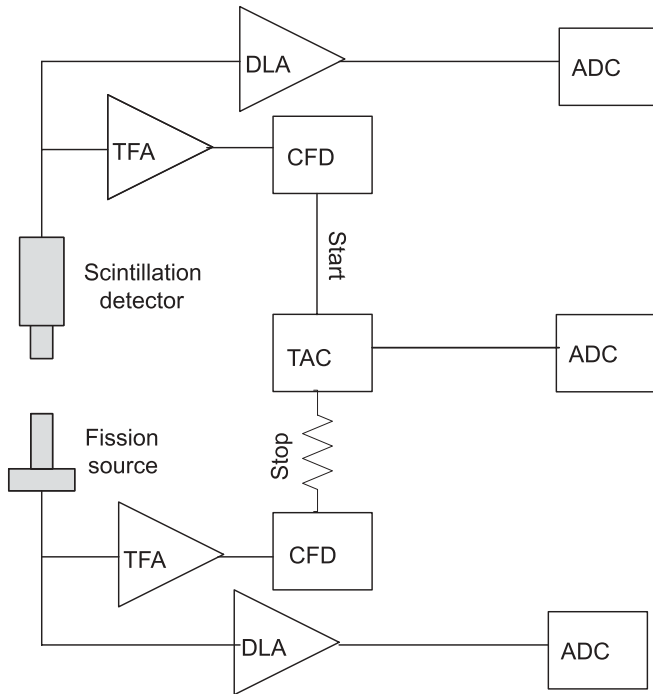 DLA
ADC
TFA
CFD
Scintillation
detector
Start
TAC
ADC
Fission
source
Stop
TFA
CFD
DLA
ADC